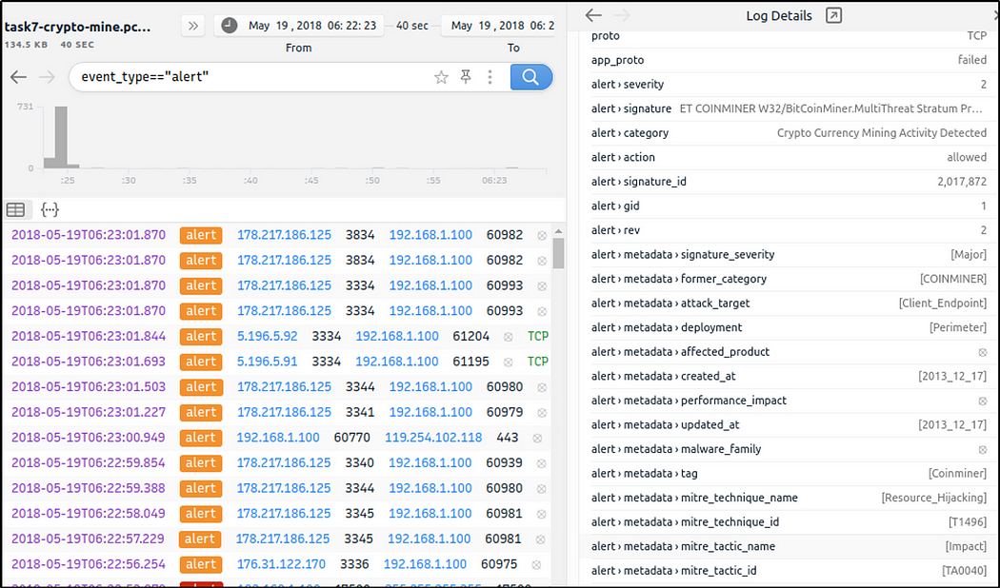 task7-crypto-mine.pc...
134.5 KB 40 SEC
May 19 , 2018 06:22:23
40 sec
May 19 , 2018 06: 2
From
To
event_type=="alert"
731
0
:25 :30 :35 :40 :45 :50 :55 06:23
{···}
2018-05-19T06:23:01.870 alert 178.217.186.125 3834 192.168.1.100 60982
2018-05-19T06:23:01.870 alert 178.217.186.125 3834 192.168.1.100 60982
2018-05-19T06:23:01.870 alert 178.217.186.125 3334 192.168.1.100 60993
2018-05-19T06:23:01.870 alert 178.217.186.125 3334 192.168.1.100 60993
2018-05-19T06:23:01.844 alert 5.196.5.92 3334 192.168.1.100 61204 TCP
2018-05-19T06:23:01.693 alert 5.196.5.91 3334 192.168.1.100 61195 TCP
2018-05-19T06:23:01.503 alert 178.217.186.125 3344 192.168.1.100 60980
2018-05-19T06:23:01.227 alert 178.217.186.125 3341 192.168.1.100 60979
2018-05-19T06:23:00.949 alert 192.168.1.100 60770 119.254.102.118 443
2018-05-19T06:22:59.854 alert 178.217.186.125 3340 192.168.1.100 60939
2018-05-19T06:22:59.388 alert 178.217.186.125 3344 192.168.1.100 60980
2018-05-19T06:22:58.049 alert 178.217.186.125 3345 192.168.1.100 60981
2018-05-19T06:22:57.229 alert 178.217.186.125 3345 192.168.1.100 60981
2018-05-19T06:22:56.254 alert 176.31.122.170 3336 192.168.1.100 60975
Log Details
proto TCP
app_proto failed
alert › severity 2
alert › signature ET COINMINER W32/BitCoinMiner.MultiThreat Stratum Pr...
alert › category Crypto Currency Mining Activity Detected
alert › action allowed
alert › signature_id 2,017,872
alert › gid 1
alert › rev 2
alert › metadata › signature_severity [Major]
alert › metadata › former_category [COINMINER]
alert › metadata › attack_target [Client_Endpoint]
alert › metadata › deployment [Perimeter]
alert › metadata › affected_product
alert › metadata › created_at [2013_12_17]
alert › metadata › performance_impact
alert › metadata › updated_at [2013_12_17]
alert › metadata › malware_family
alert › metadata › tag [Coinminer]
alert › metadata › mitre_technique_name [Resource_Hijacking]
alert › metadata › mitre_technique_id [T1496]
alert › metadata › mitre_tactic_name [Impact]
alert › metadata › mitre_tactic_id [TA0040]